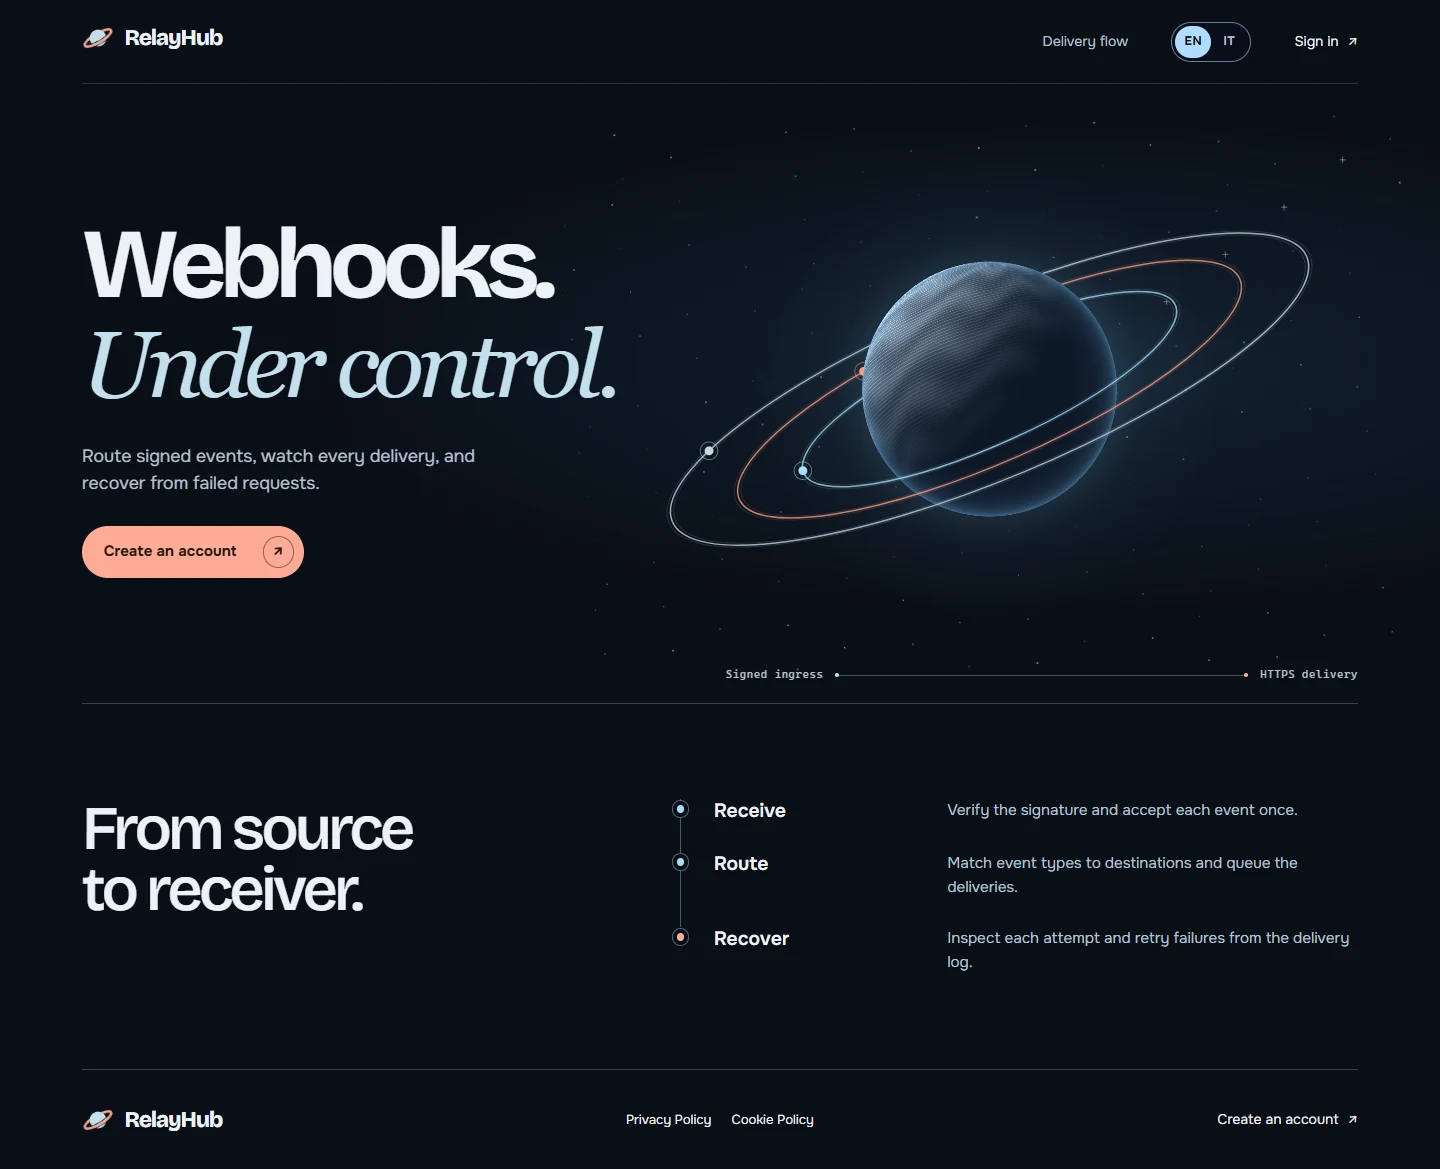 RelayHub
Delivery flow
EN IT
Sign in
Webhooks.
Under control.
Route signed events, watch every delivery, and
recover from failed requests.
Create an account
Signed ingress
HTTPS delivery
From source
to receiver.
Receive
Verify the signature and accept each event once.
Route
Match event types to destinations and queue the
deliveries.
Recover
Inspect each attempt and retry failures from the delivery
log.
RelayHub
Privacy Policy
Cookie Policy
Create an account